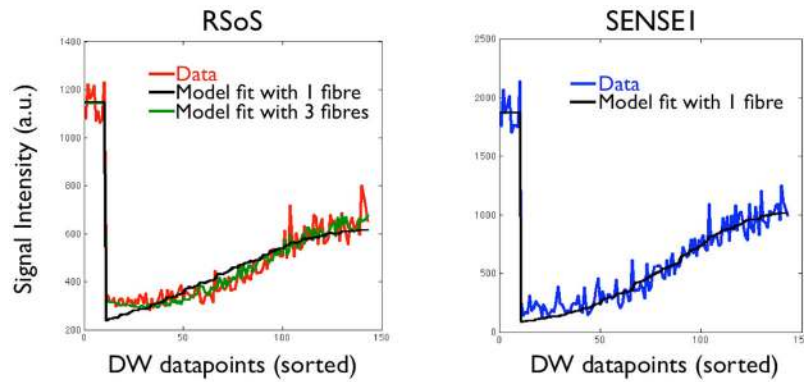 RSoS
SENSE1
Signal Intensity (a.u.)
1400
1200
1000
800
600
400
200
0
50
100
150
Data
Model fit with 1 fibre
Model fit with 3 fibres
DW datapoints (sorted)
2500
2000
1500
1000
500
0
0
50
100
150
Data
Model fit with 1 fibre
DW datapoints (sorted)